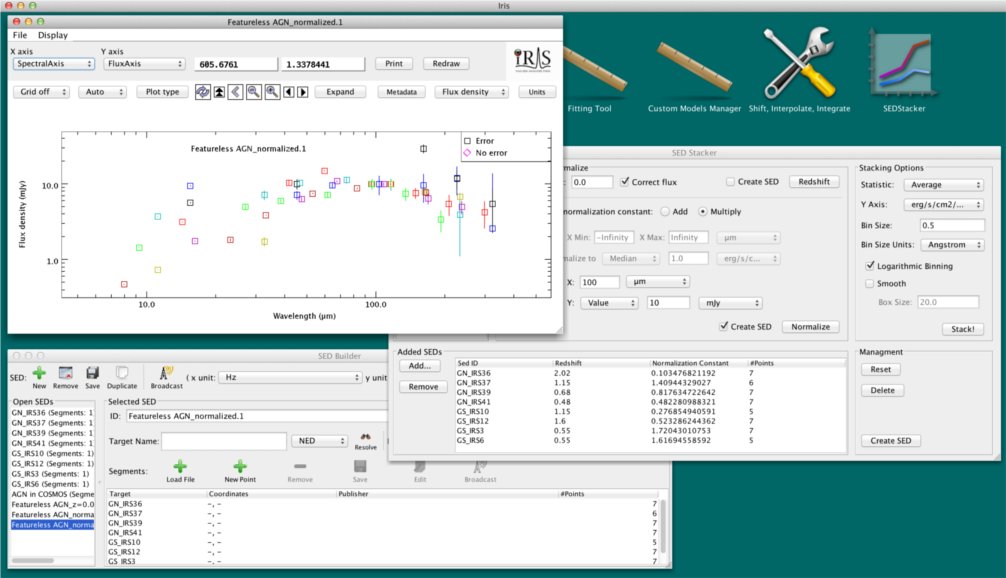 Iris
Featureless AGN_normalized.1
File Display
X axis Y axis
SpectralAxis FluxAxis 605.6761 1.3378441 Print Redraw
IRIS
Grid off Auto Plot type Expand Metadata Flux density Units
Featureless AGN_normalized.1
Error
No error
Flux density (mJy)
10.0
1.0
10.0 100.0
Wavelength (μm)
Fitting Tool
Custom Models Manager
Shift, Interpolate, Integrate
SEDStacker
SED Stacker
0.0 Correct flux Create SED Redshift
normalization constant: Add Multiply
X Min: -Infinity X Max: Infinity μm
Median 1.0 erg/s/c...
X: 100 μm
Y: Value 10 mJy
Create SED Normalize
Stacking Options
Statistic: Average
Y Axis: erg/s/cm2/...
Bin Size: 0.5
Bin Size Units: Angstrom
Logarithmic Binning
Smooth
Box Size: 20.0
Stack!
Added SEDs
Add...
Remove
Sed ID Redshift Normalization Constant #Points
GN_IRS36 2.02 0.103476821192 7
GN_IRS37 1.15 1.40944329027 6
GN_IRS39 0.68 0.817634722642 7
GN_IRS41 0.48 0.482280988321 7
GS_IRS10 1.15 0.276854940591 5
GS_IRS12 1.6 0.523286244362 7
GS_IRS3 0.55 1.72043010753 7
GS_IRS6 0.55 1.61694558592 5
Managment
Reset
Delete
Create SED
SED Builder
SED: New Remove Save Duplicate Broadcast ( x unit: Hz y unit
Open SEDs
GN_IRS36 (Segments: 1)
GN_IRS37 (Segments: 1)
GN_IRS39 (Segments: 1)
GN_IRS41 (Segments: 1)
GS_IRS10 (Segments: 1)
GS_IRS12 (Segments: 1)
GS_IRS3 (Segments: 1)
GS_IRS6 (Segments: 1)
AGN in COSMOS (Segme
Featureless AGN_z=0.0
Featureless AGN_norma
Featureless AGN_norma
Selected SED
ID: Featureless AGN_normalized.1
Target Name: NED Resolve
Segments: Load File New Point Remove Save Edit Broadcast
Target Coordinates Publisher #Points
GN_IRS36 -, - 7
GN_IRS37 -, - 6
GN_IRS39 -, - 7
GN_IRS41 -, - 7
GS_IRS10 -, - 5
GS_IRS12 -, - 7
GS_IRS3 -, - 7